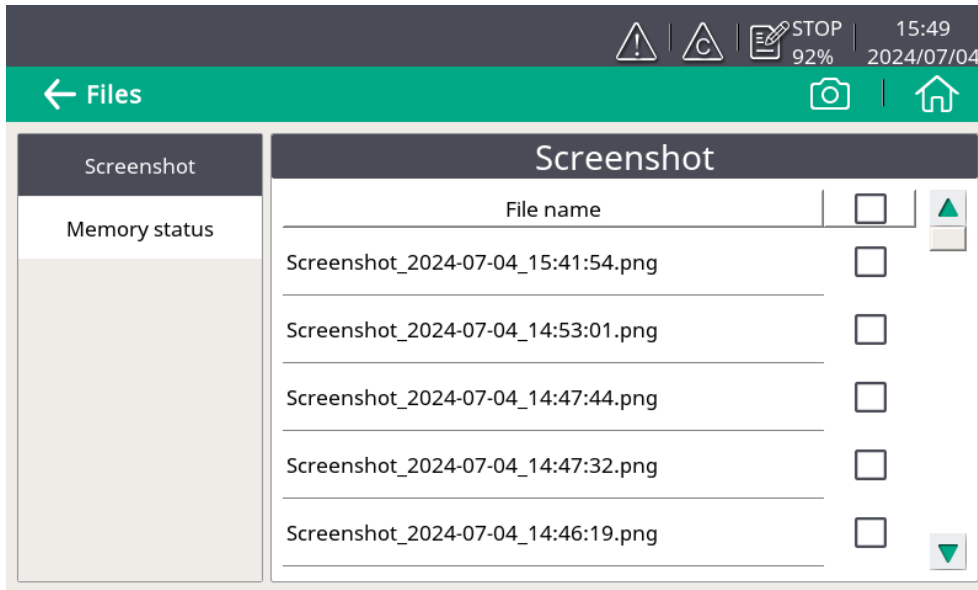 C
STOP
92%
15:49
2024/07/04
Files
Screenshot
Memory status
Screenshot
File name
Screenshot_2024-07-04_15:41:54.png
Screenshot_2024-07-04_14:53:01.png
Screenshot_2024-07-04_14:47:44.png
Screenshot_2024-07-04_14:47:32.png
Screenshot_2024-07-04_14:46:19.png